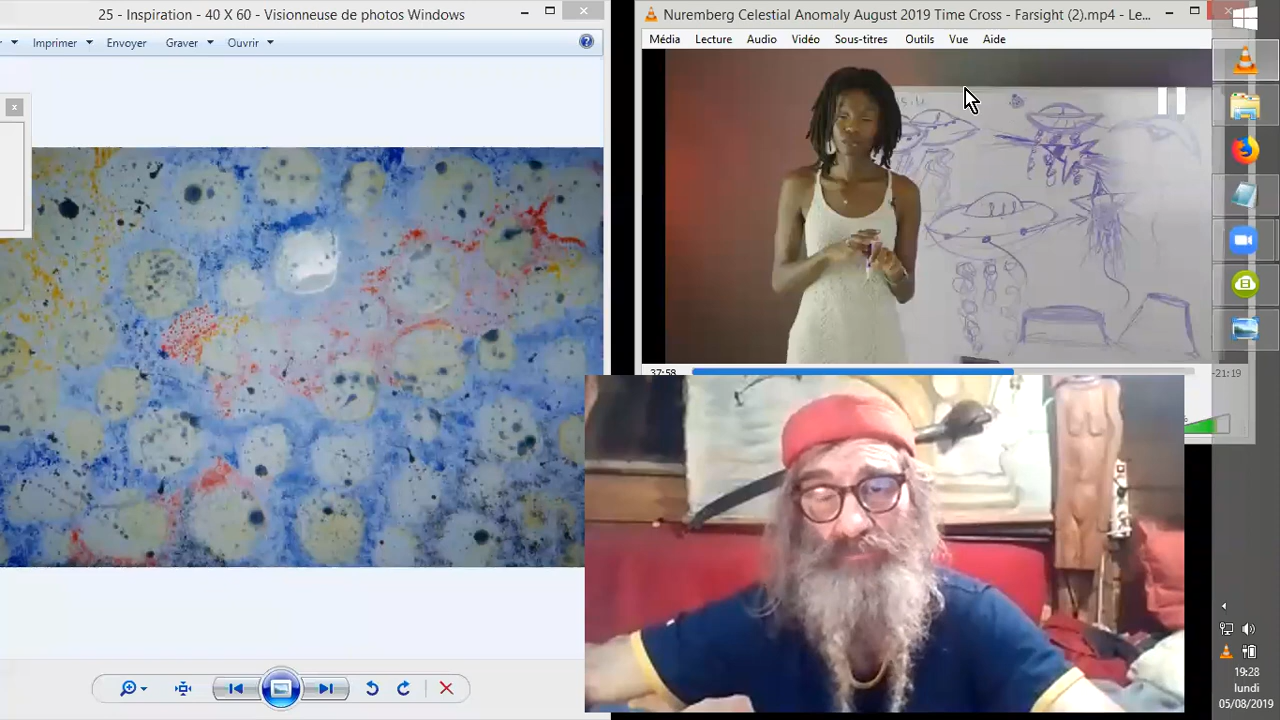 25 - Inspiration - 40 X 60 - Visionneuse de photos Windows
Imprimer Envoyer Graver Ouvrir
Nuremberg Celestial Anomaly August 2019 Time Cross - Farsight (2).mp4 - Le...
Média Lecture Audio Vidéo Sous-titres Outils Vue Aide
37:58
-21:19
19:28
lundi
05/08/2019